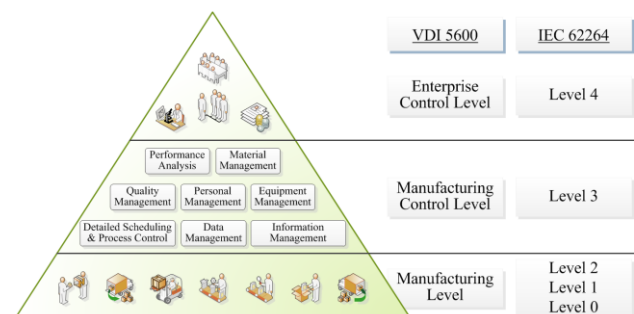 VDI 5600
IEC 62264
Enterprise
Control Level
Level 4
Performance
Analysis
Material
Management
Quality
Management
Personal
Management
Equipment
Management
Detailed Scheduling
& Process Control
Data
Management
Information
Management
Manufacturing
Control Level
Level 3
Manufacturing
Level
Level 2
Level 1
Level 0